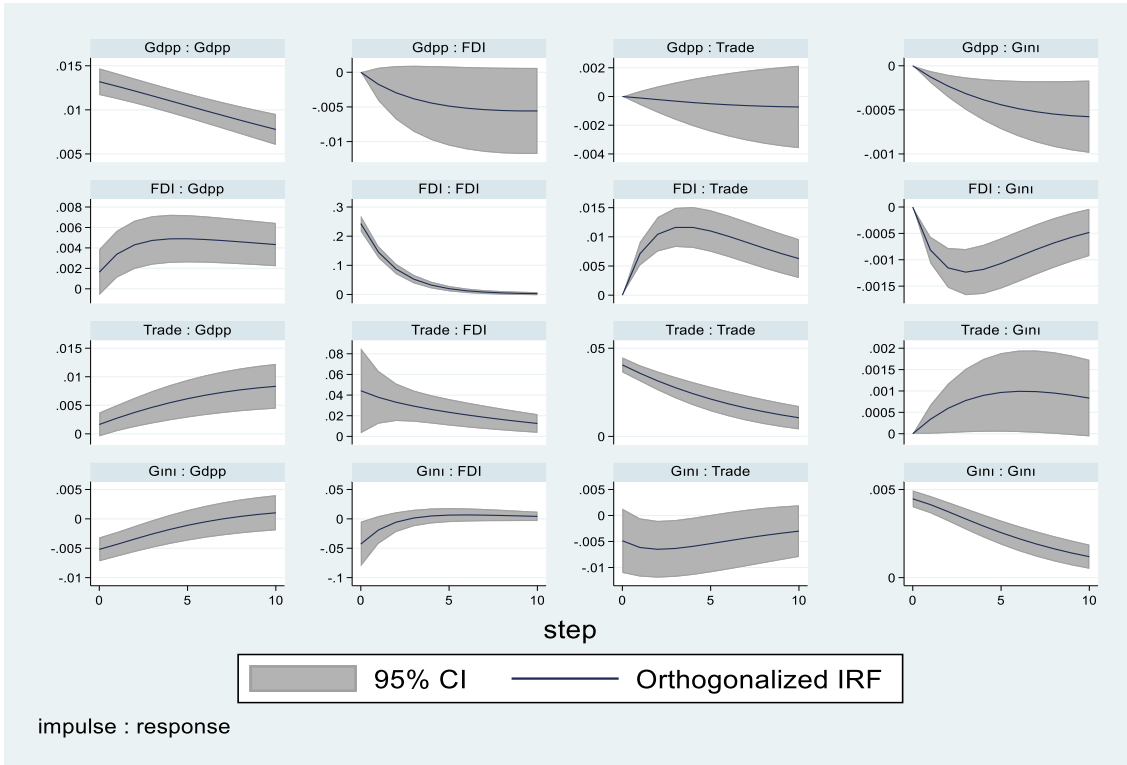 Gdpp : Gdpp
.015
.01
.005
Gdpp : FDI
0
-.005
-.01
Gdpp : Trade
.002
0
-.002
-.004
Gdpp : Gını
0
-.0005
-.001
FDI : Gdpp
.008
.006
.004
.002
0
FDI : FDI
.3
.2
.1
0
FDI : Trade
.015
.01
.005
0
FDI : Gını
0
-.0005
-.001
-.0015
Trade : Gdpp
.015
.01
.005
0
Trade : FDI
.08
.06
.04
.02
0
Trade : Trade
.05
0
Trade : Gını
.002
.0015
.001
.0005
0
Gını : Gdpp
.005
0
-.005
-.01
0 5 10
Gını : FDI
.05
0
-.05
-.1
0 5 10
Gını : Trade
.005
0
-.005
-.01
0 5 10
Gını : Gını
.005
0
0 5 10
step
95% CI Orthogonalized IRF
impulse : response